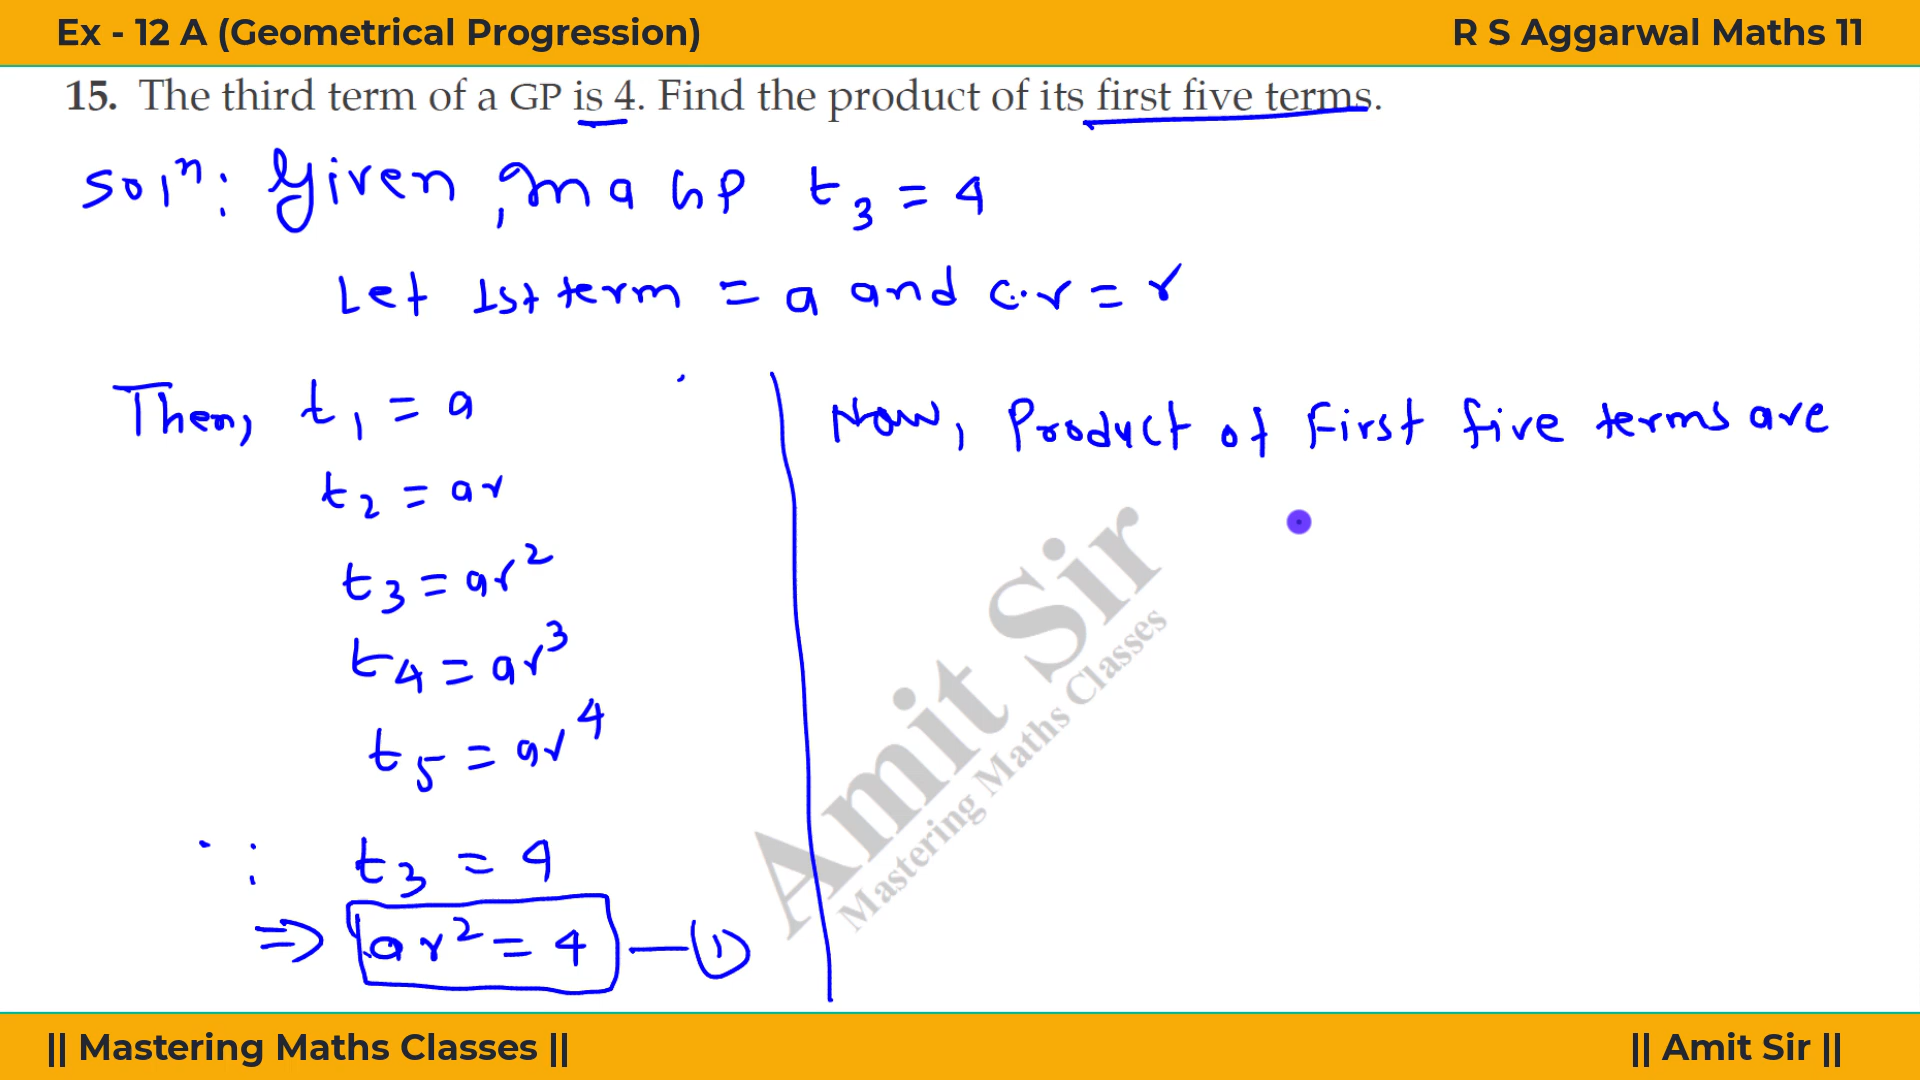 Ex - 12 A (Geometrical Progression)
R S Aggarwal Maths 11
15. The third term of a GP is 4. Find the product of its first five terms.
Solⁿ: Given, In a GP t₃ = 4
Let 1st term = a and c.r = r
Then, t₁ = a
t₂ = ar
t₃ = ar²
t₄ = ar³
t₅ = ar⁴
∵ t₃ = 4
⇒ ar² = 4 — (1)
Now, Product of First five terms are
Amit Sir
Mastering Maths Classes
|| Mastering Maths Classes ||
|| Amit Sir ||